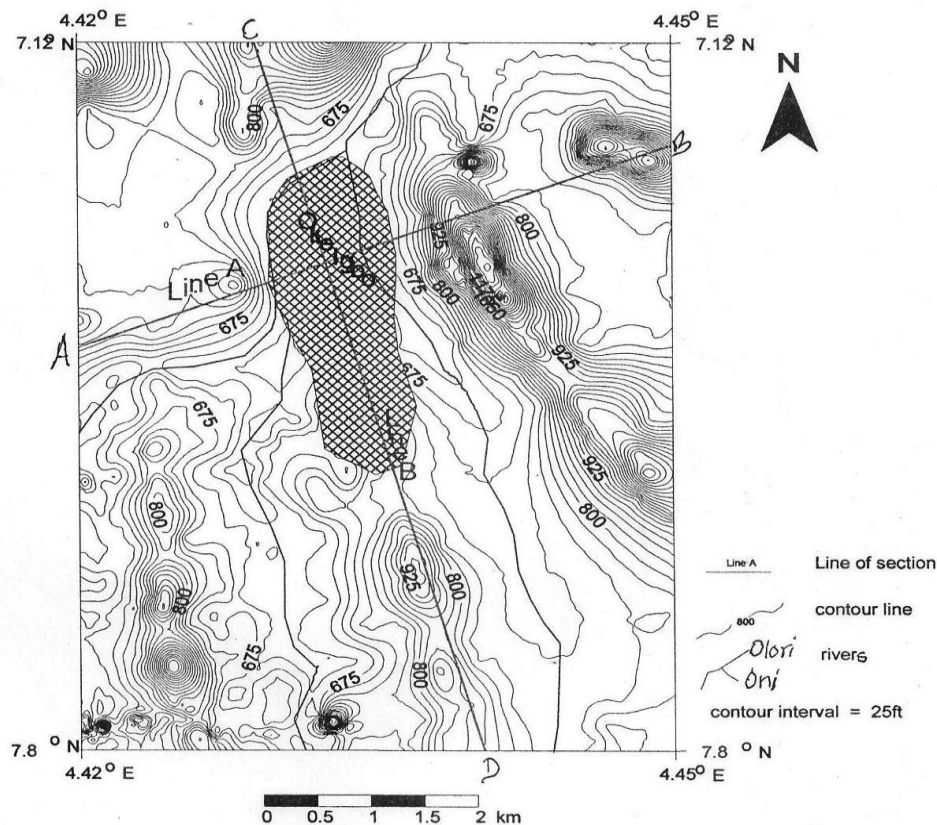 4.42° E
4.45° E
7.12° N
C
7.12° N
N
800
675
675
B
925
800
Line A
675
800
675
A
925
675
675
B
925
800
800
925
800
800
Line A
Line of section
800
contour line
Olori
Oni
rivers
675
675
800
contour interval = 25ft
7.8 ° N
7.8 ° N
4.42 ° E
D
4.45 ° E
0 0.5 1 1.5 2 km